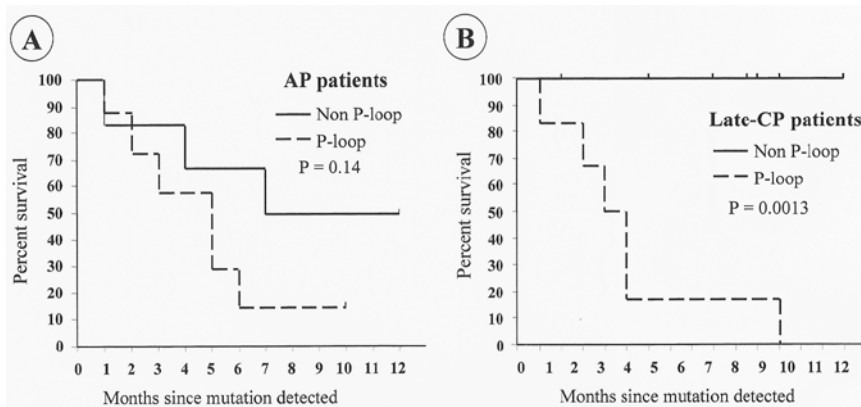 A
AP patients
Non P-loop
P-loop
P = 0.14
Percent survival
100
90
80
70
60
50
40
30
20
10
0
0 1 2 3 4 5 6 7 8 9 10 11 12
Months since mutation detected
B
Late-CP patients
Non P-loop
P-loop
P = 0.0013
Percent survival
100
90
80
70
60
50
40
30
20
10
0
0 1 2 3 4 5 6 7 8 9 10 11 12
Months since mutation detected